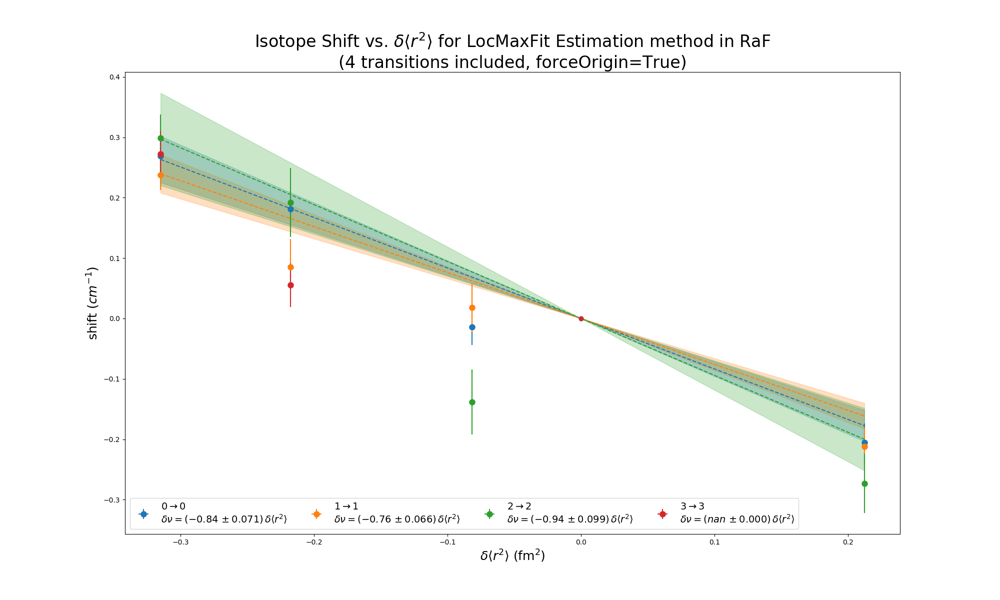 Isotope Shift vs. δ⟨r²⟩ for LocMaxFit Estimation method in RaF
(4 transitions included, forceOrigin=True)
shift (cm⁻¹)
0.4
0.3
0.2
0.1
0.0
−0.1
−0.2
−0.3
0→0
δν = (−0.84 ± 0.071) δ⟨r²⟩
1→1
δν = (−0.76 ± 0.066) δ⟨r²⟩
2→2
δν = (−0.94 ± 0.099) δ⟨r²⟩
3→3
δν = (nan ± 0.000) δ⟨r²⟩
−0.3 −0.2 −0.1 0.0 0.1 0.2
δ⟨r²⟩ (fm²)